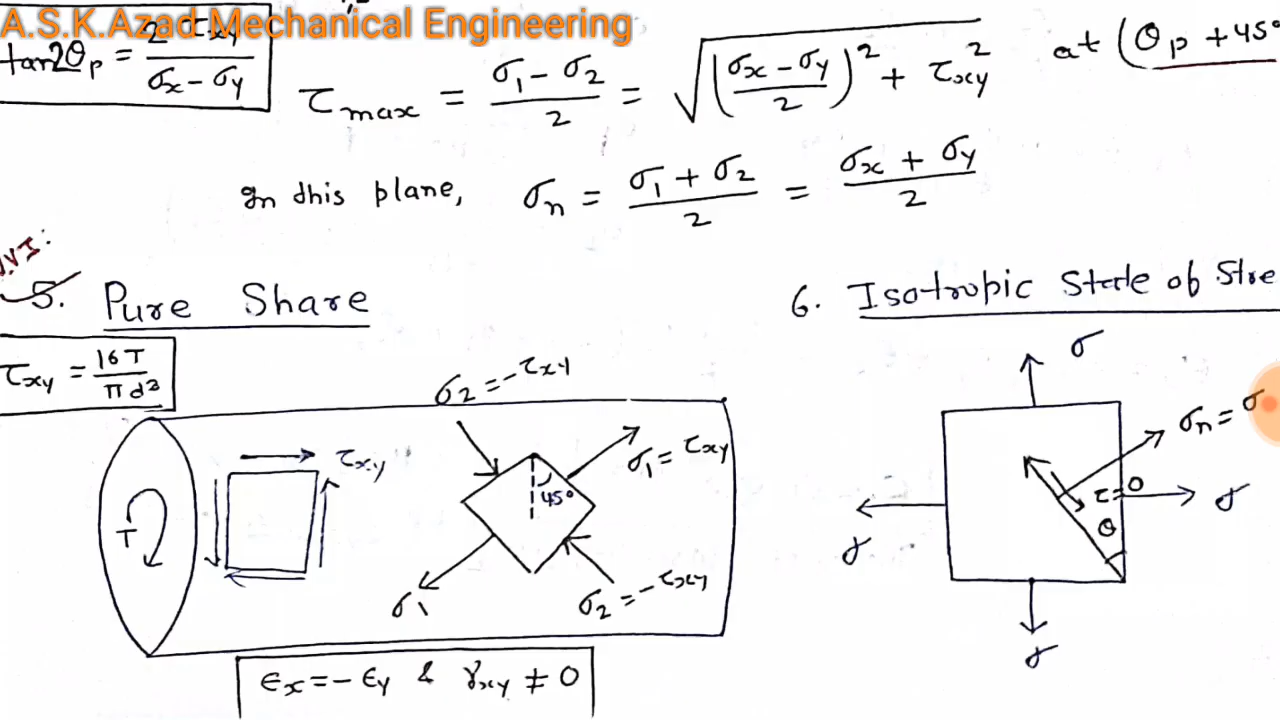 A.S.K.Azad Mechanical Engineering
tan2θp = 2 τxy / σx - σy
τmax = σ1 - σ2 / 2 = √((σx - σy / 2)² + τxy²) at (θp + 45°
In this plane, σn = σ1 + σ2 / 2 = σx + σy / 2
V.V.I:
5. Pure Share
τxy = 16T / πd³
σ2 = -τxy
τxy
σ1 = τxy
45°
T
σ1
σ2 = -τxy
εx = -εy & γxy ≠ 0
6. Isotropic State of Stre
σ
σn = σ
τ=0
σ
σ
θ
σ